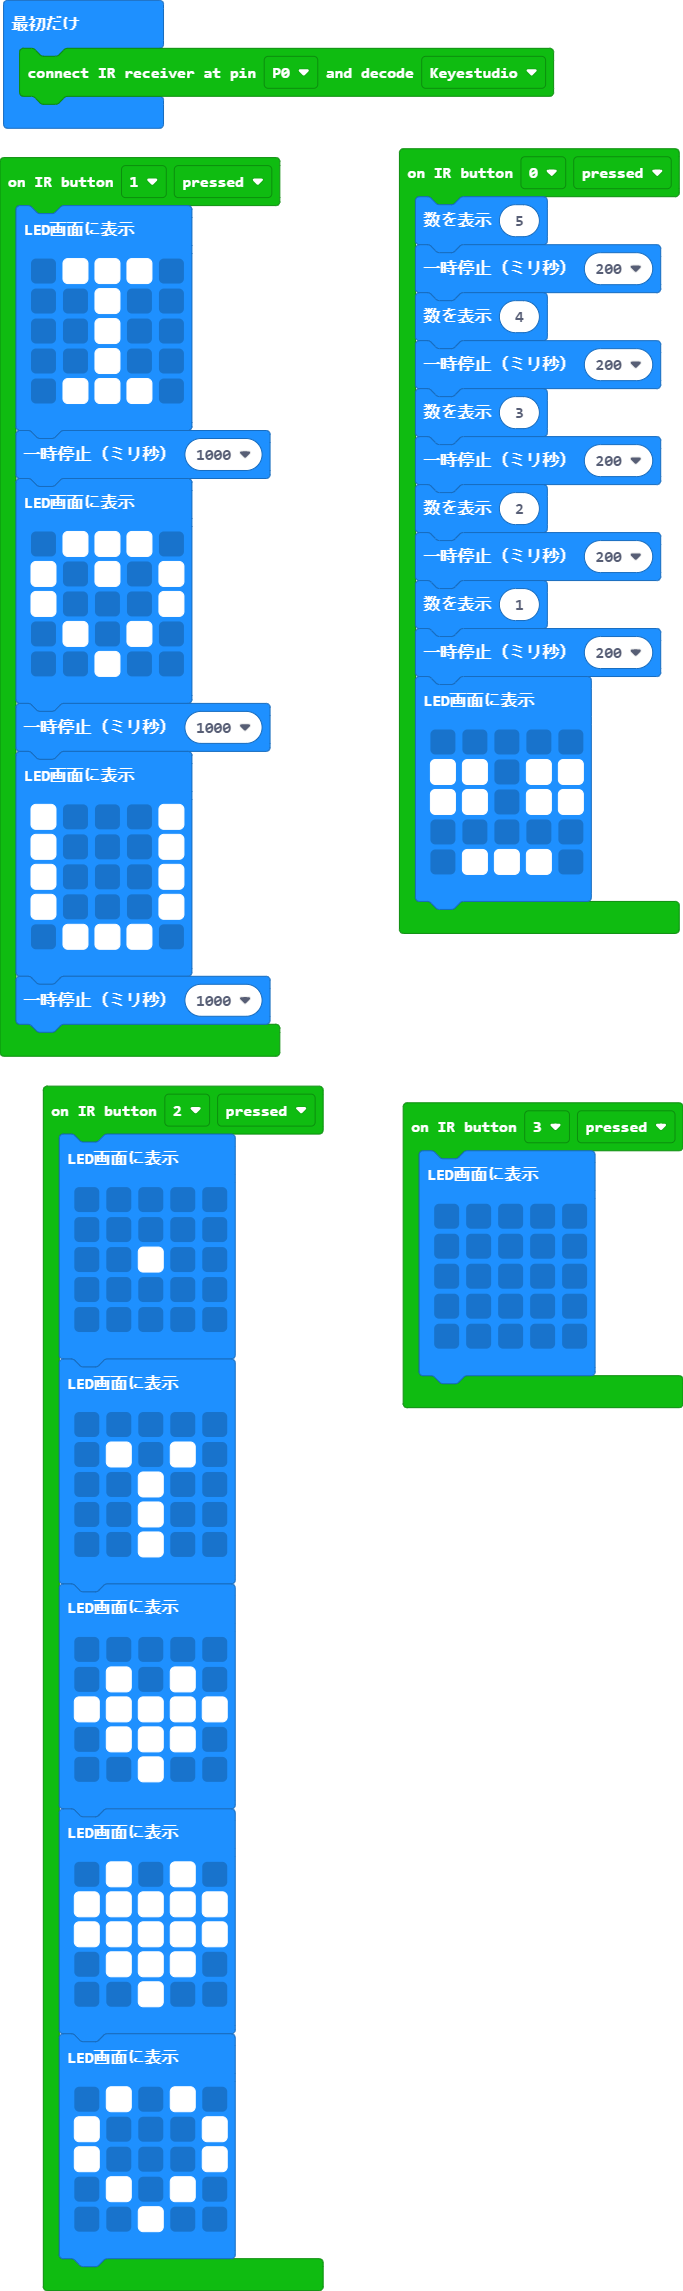 最初だけ
connect IR receiver at pin P0 and decode Keyestudio
on IR button 1 pressed
LED画面に表示
一時停止（ミリ秒） 1000
LED画面に表示
一時停止（ミリ秒） 1000
LED画面に表示
一時停止（ミリ秒） 1000
on IR button 0 pressed
数を表示 5
一時停止（ミリ秒） 200
数を表示 4
一時停止（ミリ秒） 200
数を表示 3
一時停止（ミリ秒） 200
数を表示 2
一時停止（ミリ秒） 200
数を表示 1
一時停止（ミリ秒） 200
LED画面に表示
on IR button 2 pressed
LED画面に表示
LED画面に表示
LED画面に表示
LED画面に表示
LED画面に表示
on IR button 3 pressed
LED画面に表示